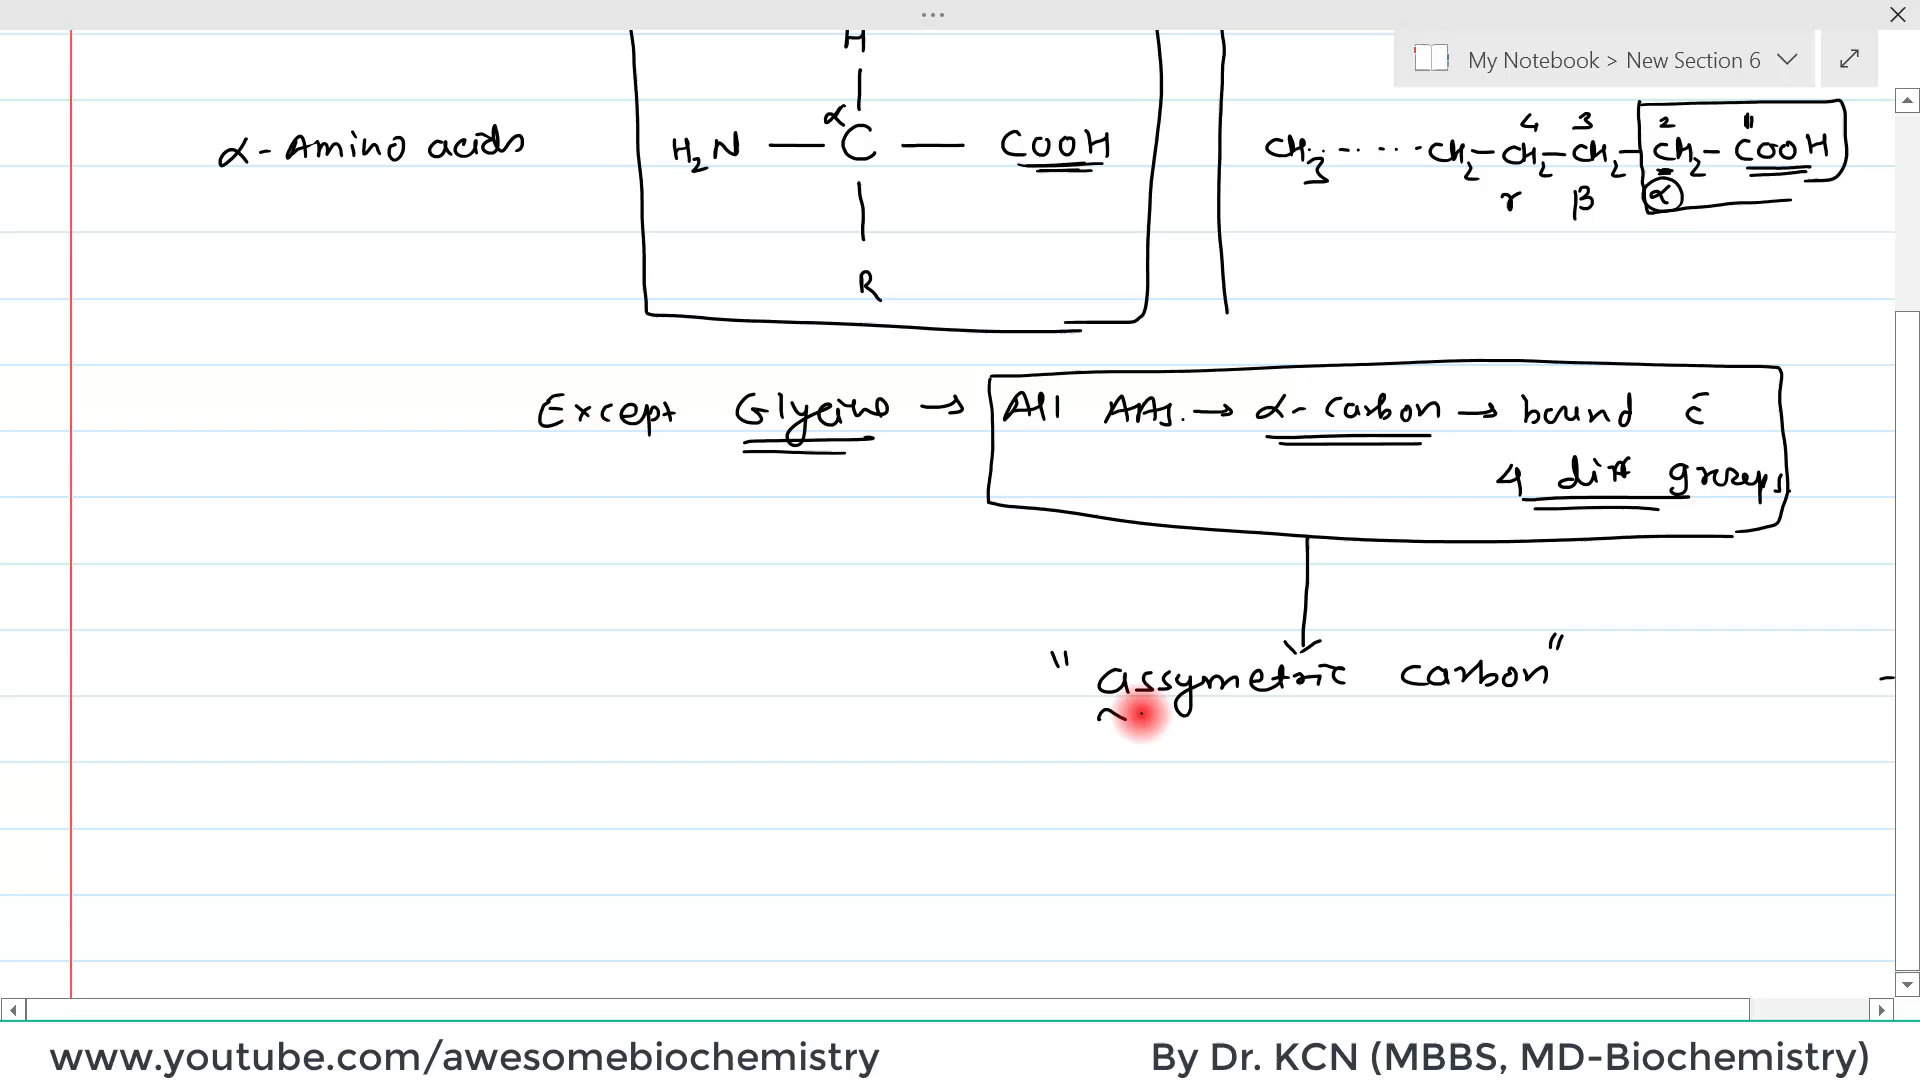 ...
My Notebook > New Section 6
H
α
α- Amino acids H₂N — C — COOH
R
4 3 2 1
CH₃.......CH₂-CH₂-CH₂-CH₂-COOH
γ β α
Except Glycine → All AAs. → α- carbon → bound c̄
4 diff groups
"assymetric carbon"
www.youtube.com/awesomebiochemistry
By Dr. KCN (MBBS, MD-Biochemistry)